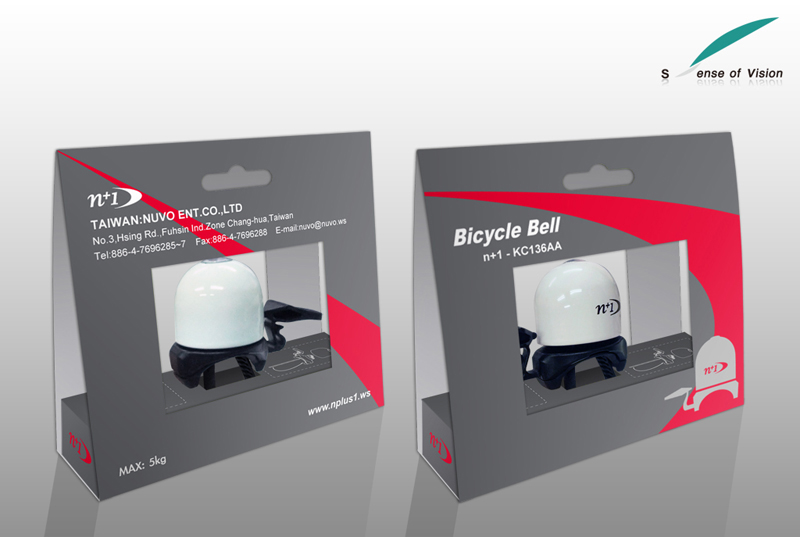 S ense of Vision
n+1
TAIWAN:NUVO ENT.CO.,LTD
No.3,Hsing Rd.,Fuhsin Ind.Zone Chang-hua,Taiwan
Tel:886-4-7696285~7 Fax:886-4-7696288 E-mail:nuvo@nuvo.ws
www.nplus1.ws
MAX: 5kg
n+1
Bicycle Bell
n+1 - KC136AA
n+1
n+1
n+1